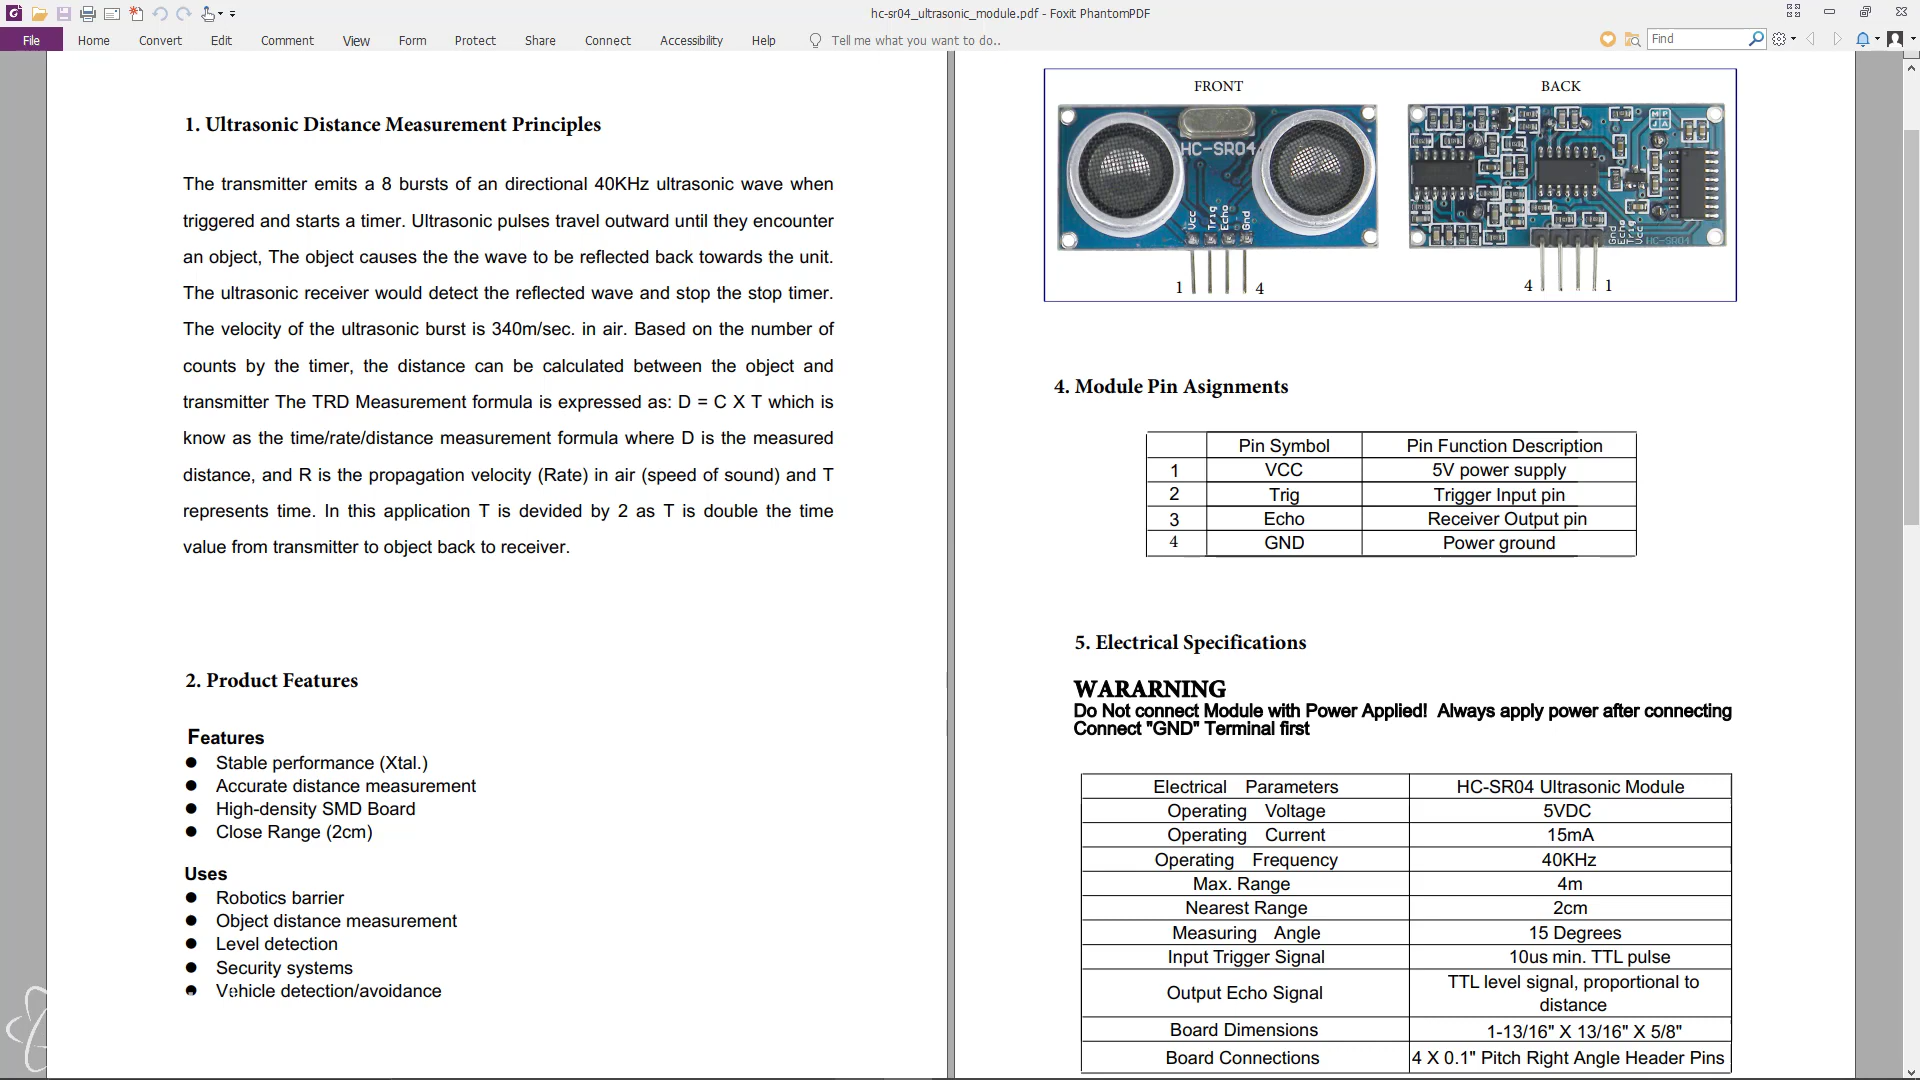 hc-sr04_ultrasonic_module.pdf - Foxit PhantomPDF
File Home Convert Edit Comment View Form Protect Share Connect Accessibility Help Tell me what you want to do.. Find
1. Ultrasonic Distance Measurement Principles
The transmitter emits a 8 bursts of an directional 40KHz ultrasonic wave when
triggered and starts a timer. Ultrasonic pulses travel outward until they encounter
an object, The object causes the the wave to be reflected back towards the unit.
The ultrasonic receiver would detect the reflected wave and stop the stop timer.
The velocity of the ultrasonic burst is 340m/sec. in air. Based on the number of
counts by the timer, the distance can be calculated between the object and
transmitter The TRD Measurement formula is expressed as: D = C X T which is
know as the time/rate/distance measurement formula where D is the measured
distance, and R is the propagation velocity (Rate) in air (speed of sound) and T
represents time. In this application T is devided by 2 as T is double the time
value from transmitter to object back to receiver.
2. Product Features
Features
● Stable performance (Xtal.)
● Accurate distance measurement
● High-density SMD Board
● Close Range (2cm)
Uses
● Robotics barrier
● Object distance measurement
● Level detection
● Security systems
● Vehicle detection/avoidance
FRONT BACK
HC-SR04
Vcc
Trig
Echo
Gnd
1 4
MP
JA
Gnd
Echo
Trig
Vcc
HC-SR04
4 1
4. Module Pin Asignments
Pin Symbol Pin Function Description
1 VCC 5V power supply
2 Trig Trigger Input pin
3 Echo Receiver Output pin
4 GND Power ground
5. Electrical Specifications
WARARNING
Do Not connect Module with Power Applied! Always apply power after connecting
Connect "GND" Terminal first
Electrical Parameters HC-SR04 Ultrasonic Module
Operating Voltage 5VDC
Operating Current 15mA
Operating Frequency 40KHz
Max. Range 4m
Nearest Range 2cm
Measuring Angle 15 Degrees
Input Trigger Signal 10us min. TTL pulse
Output Echo Signal TTL level signal, proportional to
distance
Board Dimensions 1-13/16" X 13/16" X 5/8"
Board Connections 4 X 0.1" Pitch Right Angle Header Pins